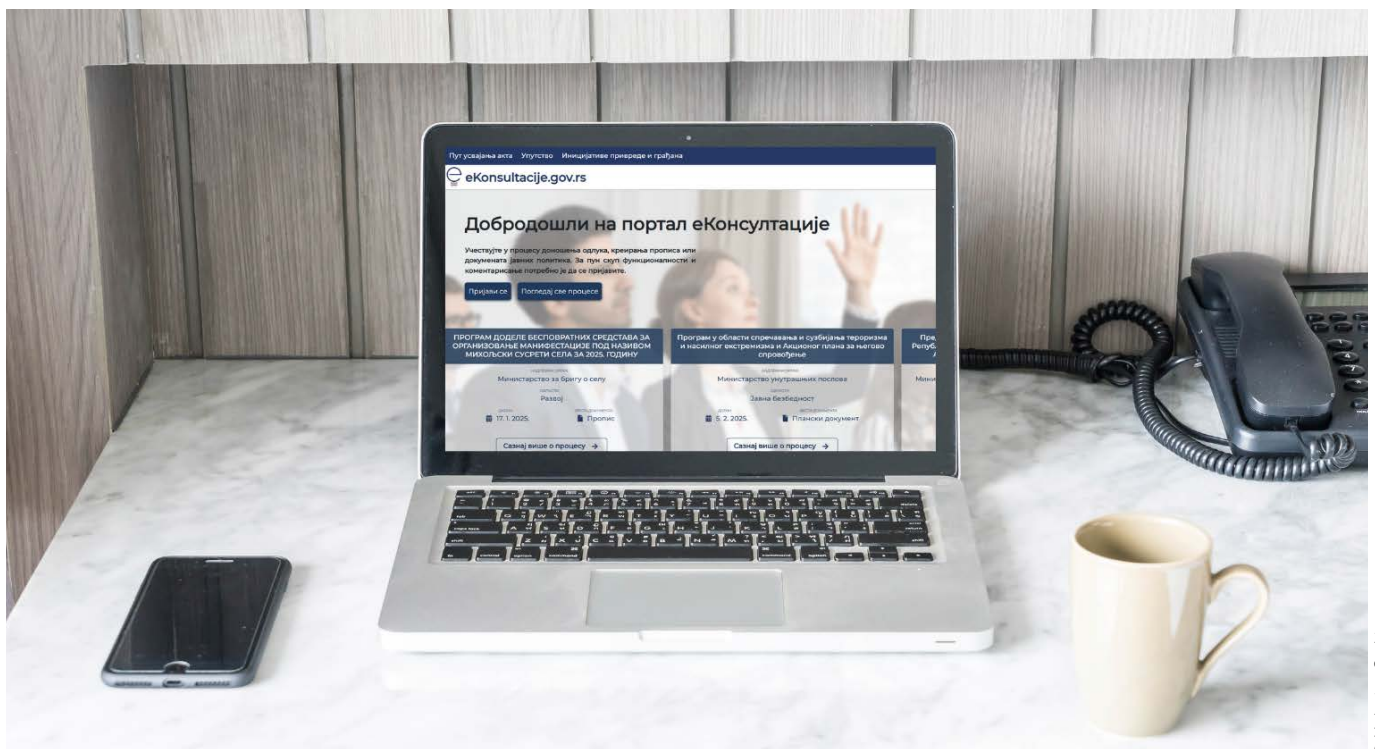 Пут усвајања акта Упутство Иницијативе привреде и грађана
eKonsultacije.gov.rs
Добродошли на портал еКонсултације
Учествујте у процесу доношења одлука, креирања прописа или
документа јавних политика. За пун скуп функционалности и
коментарисање потребно је да се пријавите.
Пријави се Погледај све процесе
ПРОГРАМ ДОДЕЛЕ БЕСПОВРАТНИХ СРЕДСТАВА ЗА
ОРГАНИЗОВАЊЕ МАНИФЕСТАЦИЈЕ ПОД НАЗИВОМ
МИХОЉСКИ СУСРЕТИ СЕЛА ЗА 2025. ГОДИНУ
Министарство за бригу о селу
Развој
17. 1. 2025. Пропис
Сазнај више о процесу →
Програм у области спречавања и сузбијања тероризма
и насилног екстремизма и Акционог плана за његово
спровођење
Министарство унутрашњих послова
Јавна безбедност
5. 2. 2025. Плански документ
Сазнај више о процесу →